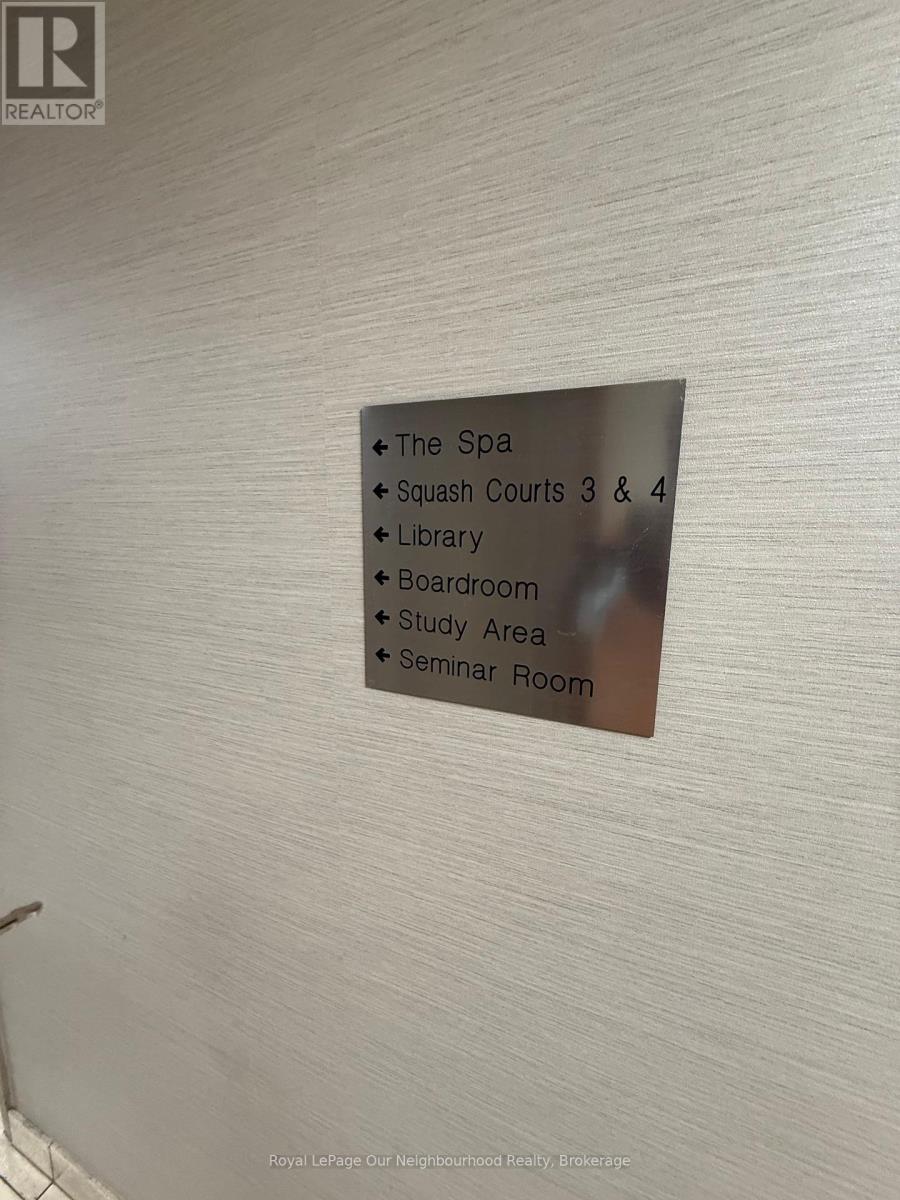 R
REALTOR®
← The Spa
← Squash Courts 3 & 4
← Library
← Boardroom
← Study Area
← Seminar Room
Royal LePage Our Neighbourhood Realty, Brokerage